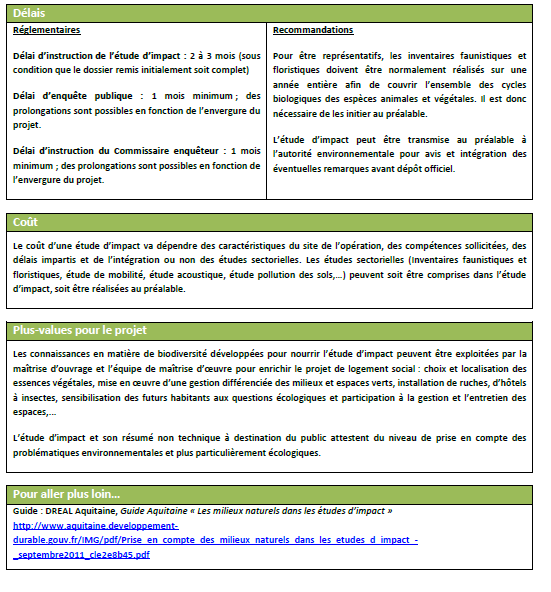 Délais
Réglementaires
Délai d'instruction de l'étude d'impact : 2 à 3 mois (sous
condition que le dossier remis initialement soit complet)
Délai d'enquête publique : 1 mois minimum ; des
prolongations sont possibles en fonction de l'envergure du
projet.
Délai d'instruction du Commissaire enquêteur : 1 mois
minimum ; des prolongations sont possibles en fonction de
l'envergure du projet.
Recommandations
Pour être représentatifs, les inventaires faunistiques et
floristiques doivent être normalement réalisés sur une
année entière afin de couvrir l'ensemble des cycles
biologiques des espèces animales et végétales. Il est donc
nécessaire de les initier au préalable.
L'étude d'impact peut être transmise au préalable à
l'autorité environnementale pour avis et intégration des
éventuelles remarques avant dépôt officiel.
Coût
Le coût d'une étude d'impact va dépendre des caractéristiques du site de l'opération, des compétences sollicitées, des
délais impartis et de l'intégration ou non des études sectorielles. Les études sectorielles (Inventaires faunistiques et
floristiques, étude de mobilité, étude acoustique, étude pollution des sols,…) peuvent soit être comprises dans l'étude
d'impact, soit être réalisées au préalable.
Plus-values pour le projet
Les connaissances en matière de biodiversité développées pour nourrir l'étude d'impact peuvent être exploitées par la
maîtrise d'ouvrage et l'équipe de maîtrise d'œuvre pour enrichir le projet de logement social : choix et localisation des
essences végétales, mise en œuvre d'une gestion différenciée des milieux et espaces verts, installation de ruches, d'hôtels
à insectes, sensibilisation des futurs habitants aux questions écologiques et participation à la gestion et l'entretien des
espaces,…
L'étude d'impact et son résumé non technique à destination du public attestent du niveau de prise en compte des
problématiques environnementales et plus particulièrement écologiques.
Pour aller plus loin…
Guide : DREAL Aquitaine, Guide Aquitaine « Les milieux naturels dans les études d'impact »
http://www.aquitaine.developpement-
durable.gouv.fr/IMG/pdf/Prise_en_compte_des_milieux_naturels_dans_les_etudes_d_impact_-
_septembre2011_cle2e8b45.pdf